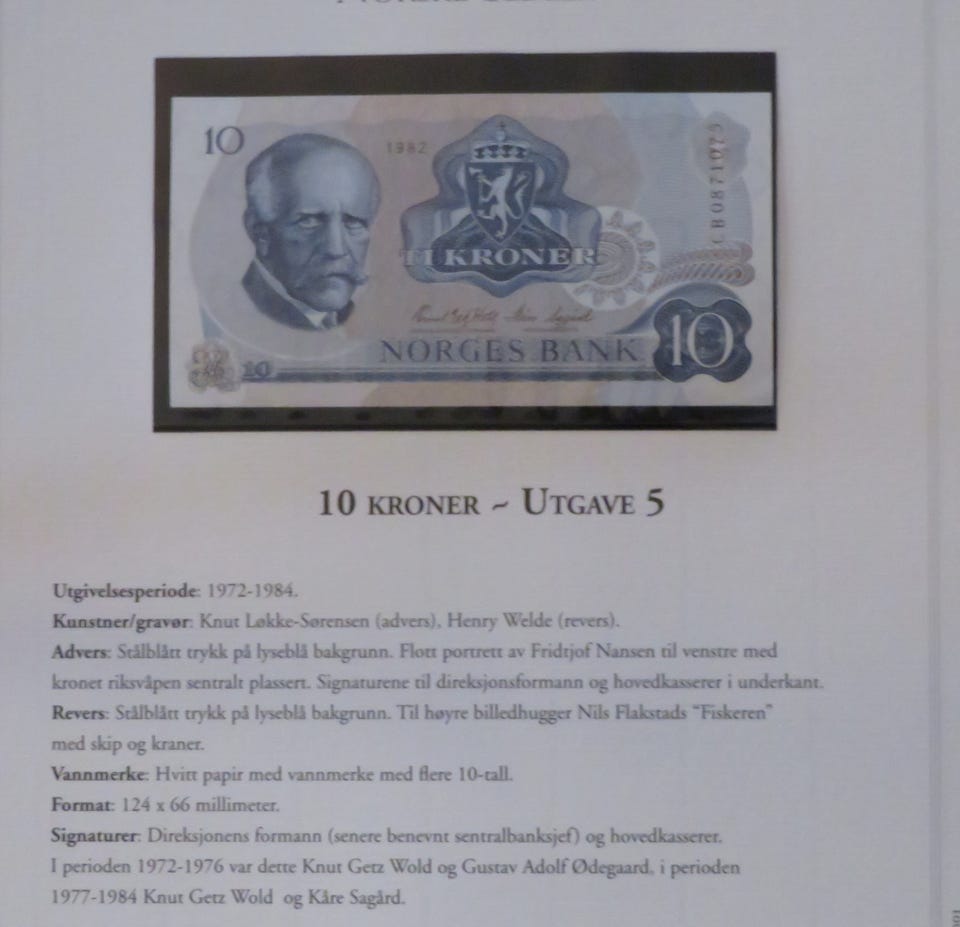 10
1982
TI KRONER
NORGES BANK
10
10
10 KRONER ~ UTGAVE 5
Utgivelsesperiode: 1972-1984.
Kunstner/gravør: Knut Løkke-Sørensen (advers), Henry Welde (revers).
Advers: Stålblått trykk på lyseblå bakgrunn. Flott portrett av Fridtjof Nansen til venstre med
kronet riksvåpen sentralt plassert. Signaturene til direksjonsformann og hovedkasserer i underkant.
Revers: Stålblått trykk på lyseblå bakgrunn. Til høyre billedhugger Nils Flakstads “Fiskeren”
med skip og kraner.
Vannmerke: Hvitt papir med vannmerke med flere 10-tall.
Format: 124 x 66 millimeter.
Signaturer: Direksjonens formann (senere benevnt sentralbanksjef) og hovedkasserer.
I perioden 1972-1976 var dette Knut Getz Wold og Gustav Adolf Ødegaard, i perioden
1977-1984 Knut Getz Wold og Kåre Sagård.